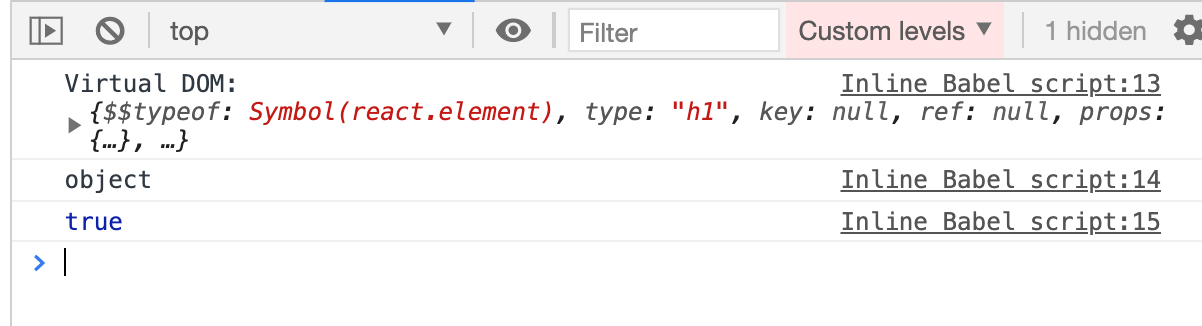 top Filter Custom levels 1 hidden
Virtual DOM: Inline Babel script:13
{$$typeof: Symbol(react.element), type: "h1", key: null, ref: null, props:
{…}, …}
object Inline Babel script:14
true Inline Babel script:15